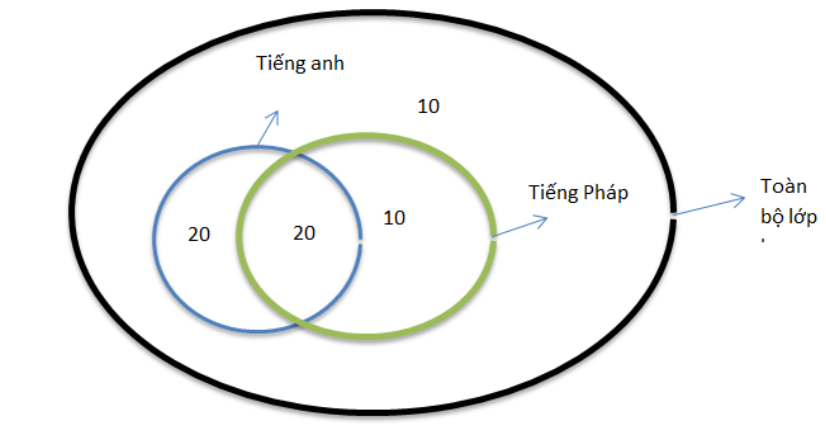 Tiếng anh
10
Tiếng Pháp
Toàn
bộ lớp
20
20
10